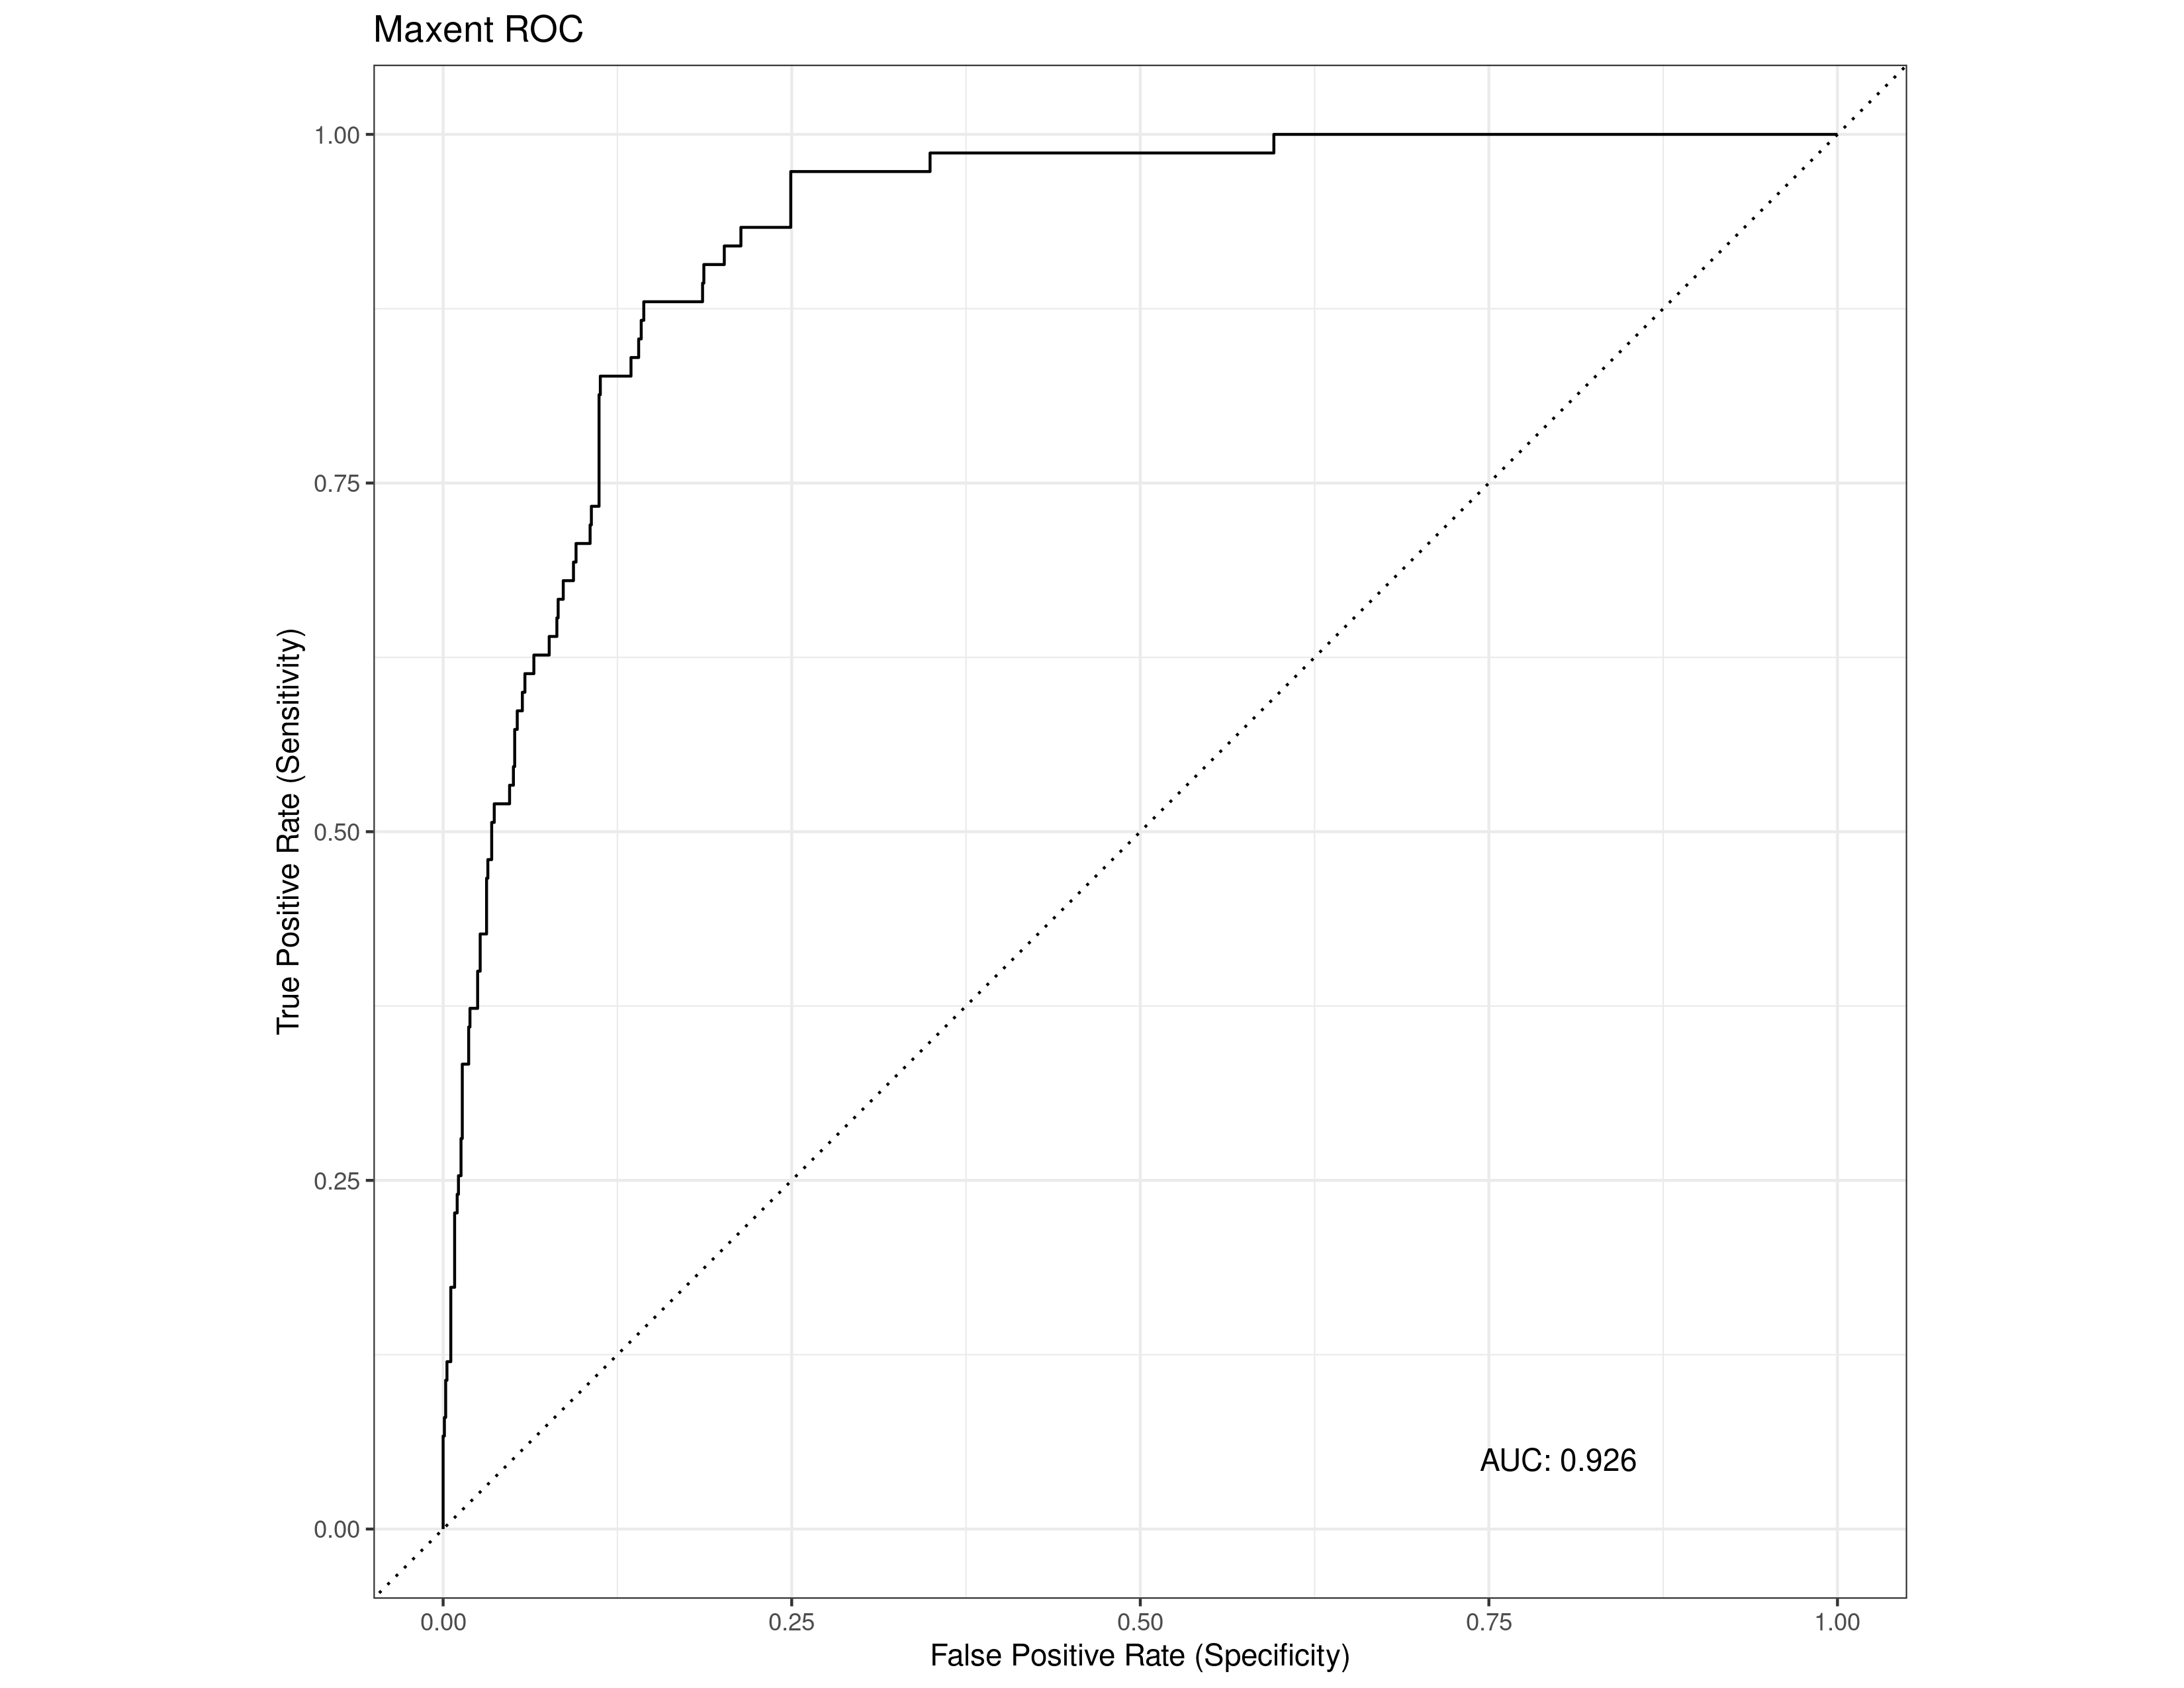 Maxent ROC
1.00
0.75
0.50
0.25
0.00
True Positive Rate (Sensitivity)
AUC: 0.926
0.00 0.25 0.50 0.75 1.00
False Positive Rate (Specificity)